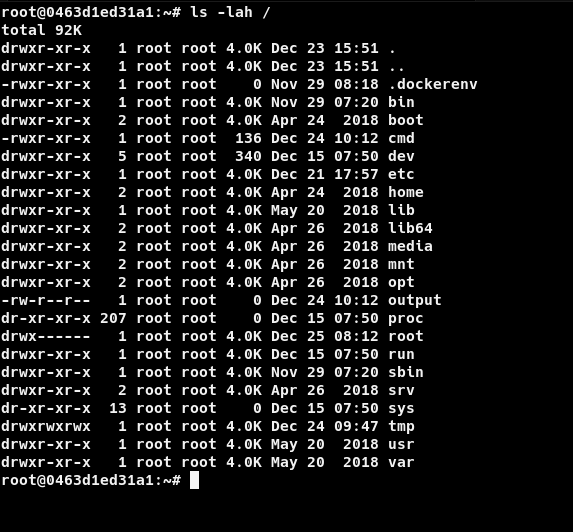 root@0463d1ed31a1:~# ls -lah /
total 92K
drwxr-xr-x   1 root root 4.0K Dec 23 15:51 .
drwxr-xr-x   1 root root 4.0K Dec 23 15:51 ..
-rwxr-xr-x   1 root root    0 Nov 29 08:18 .dockerenv
drwxr-xr-x   1 root root 4.0K Nov 29 07:20 bin
drwxr-xr-x   2 root root 4.0K Apr 24  2018 boot
-rwxr-xr-x   1 root root  136 Dec 24 10:12 cmd
drwxr-xr-x   5 root root  340 Dec 15 07:50 dev
drwxr-xr-x   1 root root 4.0K Dec 21 17:57 etc
drwxr-xr-x   2 root root 4.0K Apr 24  2018 home
drwxr-xr-x   1 root root 4.0K May 20  2018 lib
drwxr-xr-x   2 root root 4.0K Apr 26  2018 lib64
drwxr-xr-x   2 root root 4.0K Apr 26  2018 media
drwxr-xr-x   2 root root 4.0K Apr 26  2018 mnt
drwxr-xr-x   2 root root 4.0K Apr 26  2018 opt
-rw-r--r--   1 root root    0 Dec 24 10:12 output
dr-xr-xr-x 207 root root    0 Dec 15 07:50 proc
drwx------   1 root root 4.0K Dec 25 08:12 root
drwxr-xr-x   1 root root 4.0K Dec 15 07:50 run
drwxr-xr-x   1 root root 4.0K Nov 29 07:20 sbin
drwxr-xr-x   2 root root 4.0K Apr 26  2018 srv
dr-xr-xr-x  13 root root    0 Dec 15 07:50 sys
drwxrwxrwx   1 root root 4.0K Dec 24 09:47 tmp
drwxr-xr-x   1 root root 4.0K May 20  2018 usr
drwxr-xr-x   1 root root 4.0K May 20  2018 var
root@0463d1ed31a1:~#